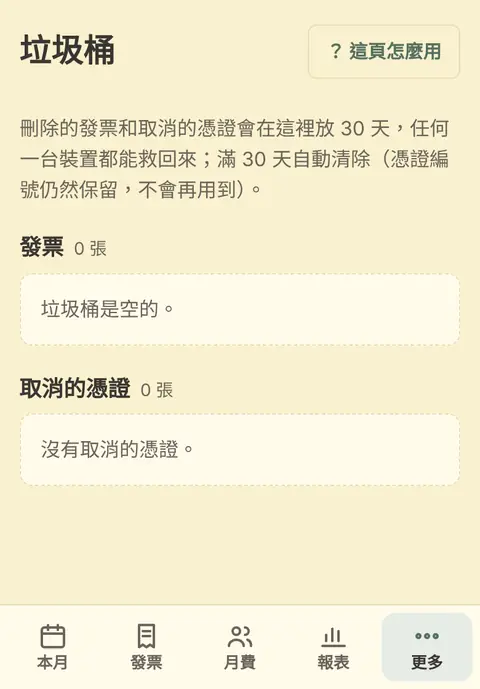 垃圾桶
? 這頁怎麼用
刪除的發票和取消的憑證會在這裡放 30 天，任何
一台裝置都能救回來；滿 30 天自動清除（憑證編
號仍然保留，不會再用到）。
發票 0 張
垃圾桶是空的。
取消的憑證 0 張
沒有取消的憑證。
本月
發票
月費
報表
更多